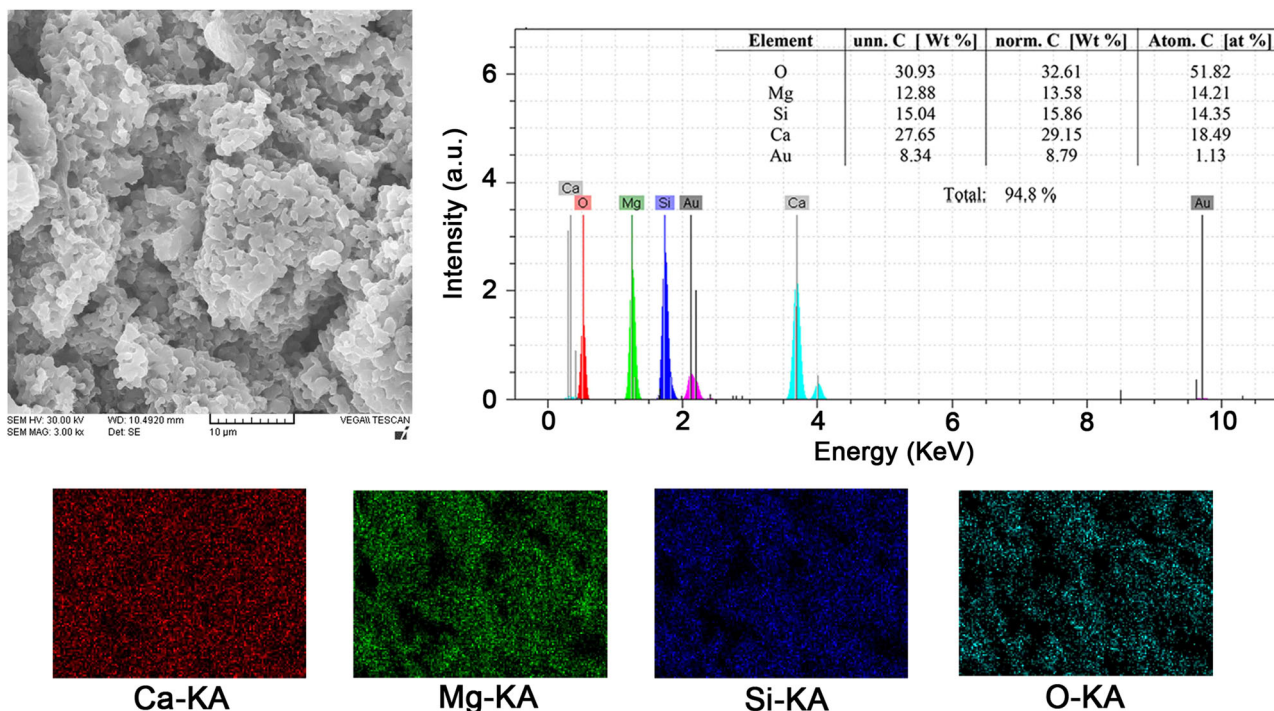 SEM HV: 30.00 kV WD: 10.4920 mm VEGA\\ TESCAN
SEM MAG: 3.00 kx Det: SE 10 µm
Element unn. C [ Wt %] norm. C [Wt %] Atom. C [at %]
O 30.93 32.61 51.82
Mg 12.88 13.58 14.21
Si 15.04 15.86 14.35
Ca 27.65 29.15 18.49
Au 8.34 8.79 1.13
Total: 94.8 %
Ca
O Mg Si Au Ca Au
Intensity (a.u.)
6
4
2
0
0 2 4 6 8 10
Energy (KeV)
Ca-KA Mg-KA Si-KA O-KA